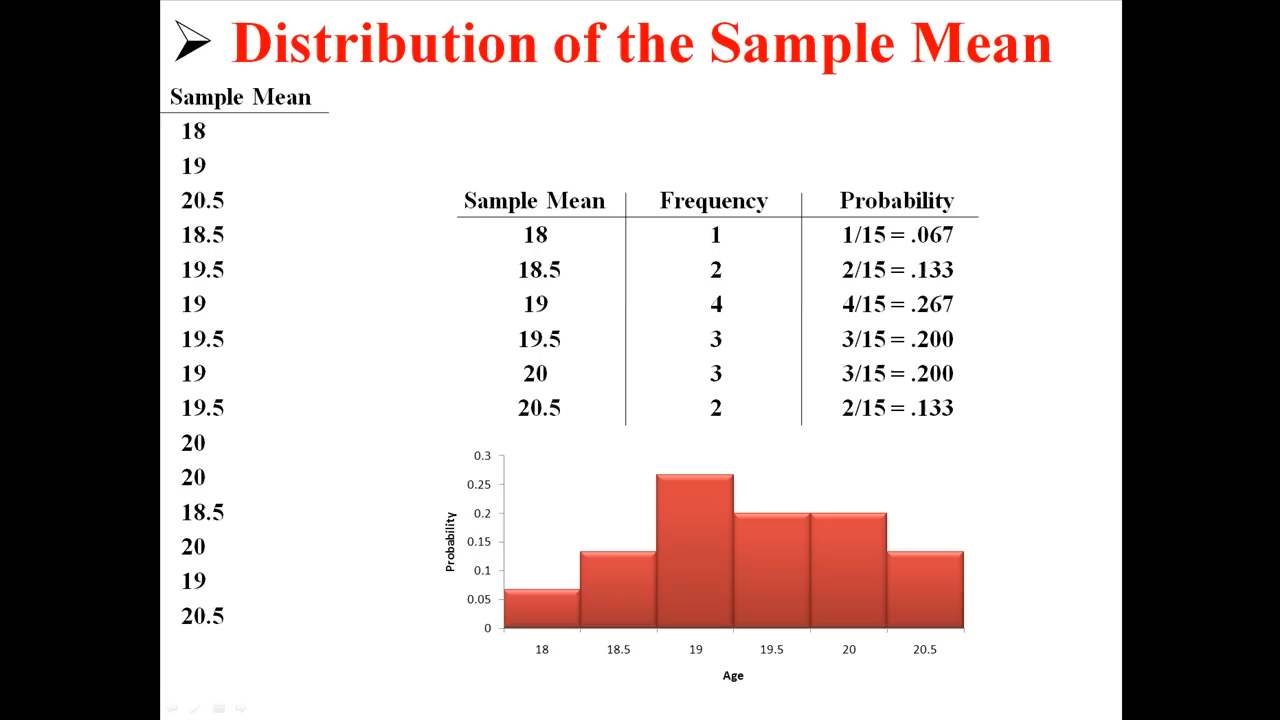 Distribution of the Sample Mean
Sample Mean
18
19
20.5
18.5
19.5
19
19.5
19
19.5
20
20
18.5
20
19
20.5
Sample Mean Frequency Probability
18 1 1/15 = .067
18.5 2 2/15 = .133
19 4 4/15 = .267
19.5 3 3/15 = .200
20 3 3/15 = .200
20.5 2 2/15 = .133
Probability
0.3
0.25
0.2
0.15
0.1
0.05
0
18 18.5 19 19.5 20 20.5
Age